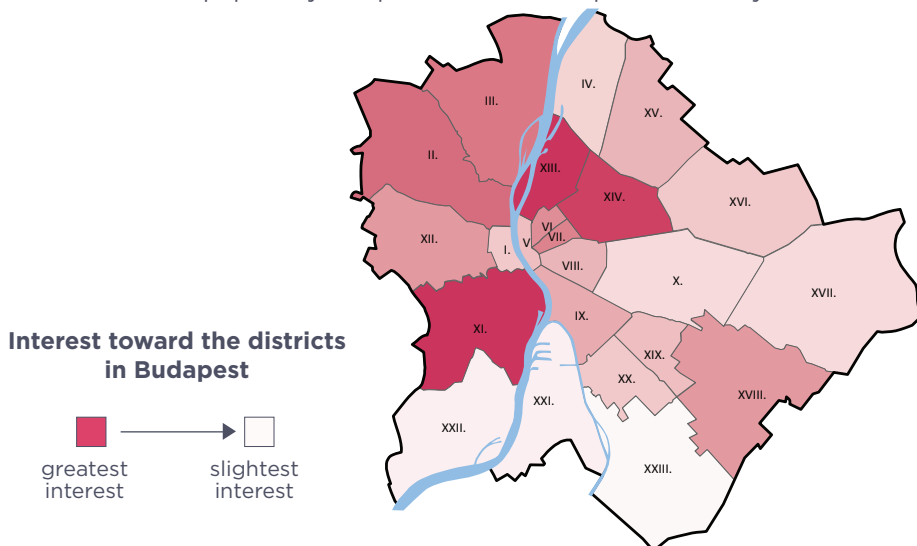 III.
IV.
XV.
II.
XIII.
XIV.
XVI.
XII.
I.
V.
VI.
VII.
VIII.
X.
XVII.
XI.
IX.
XIX.
XX.
XVIII.
XXII.
XXI.
XXIII.
Interest toward the districts
in Budapest
greatest
interest
slightest
interest